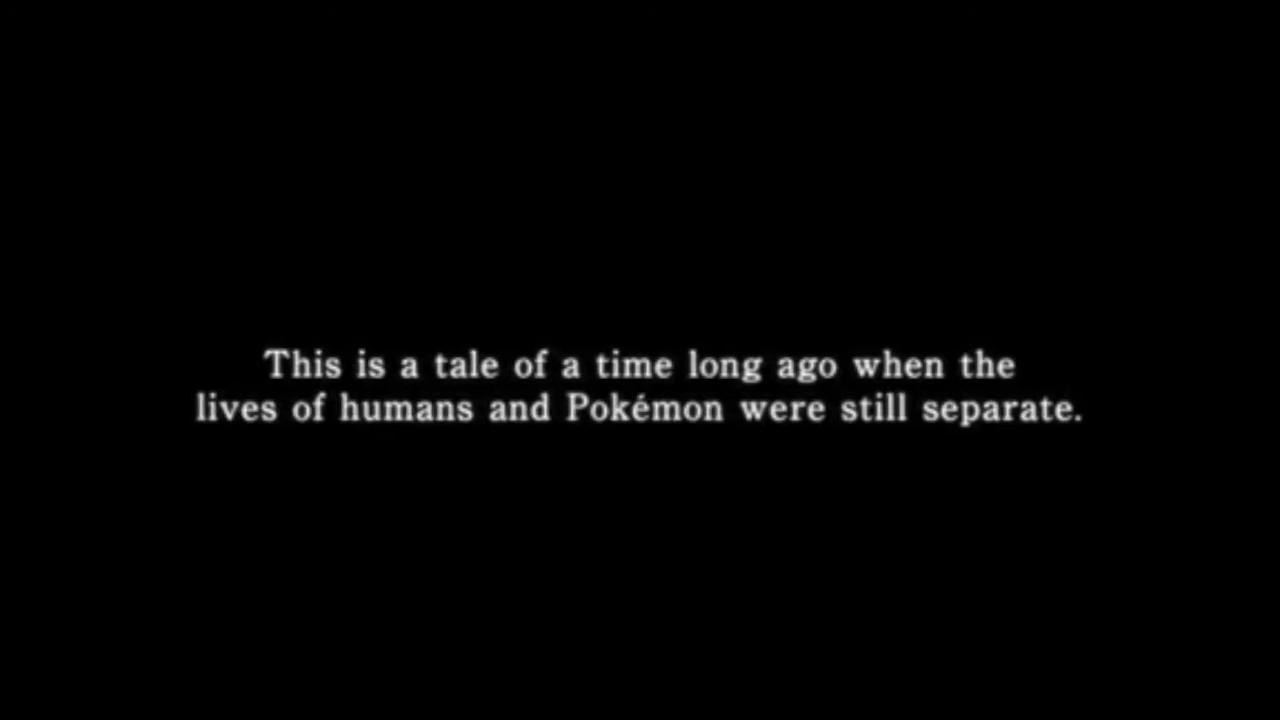 This is a tale of a time long ago when the
lives of humans and Pokémon were still separate.